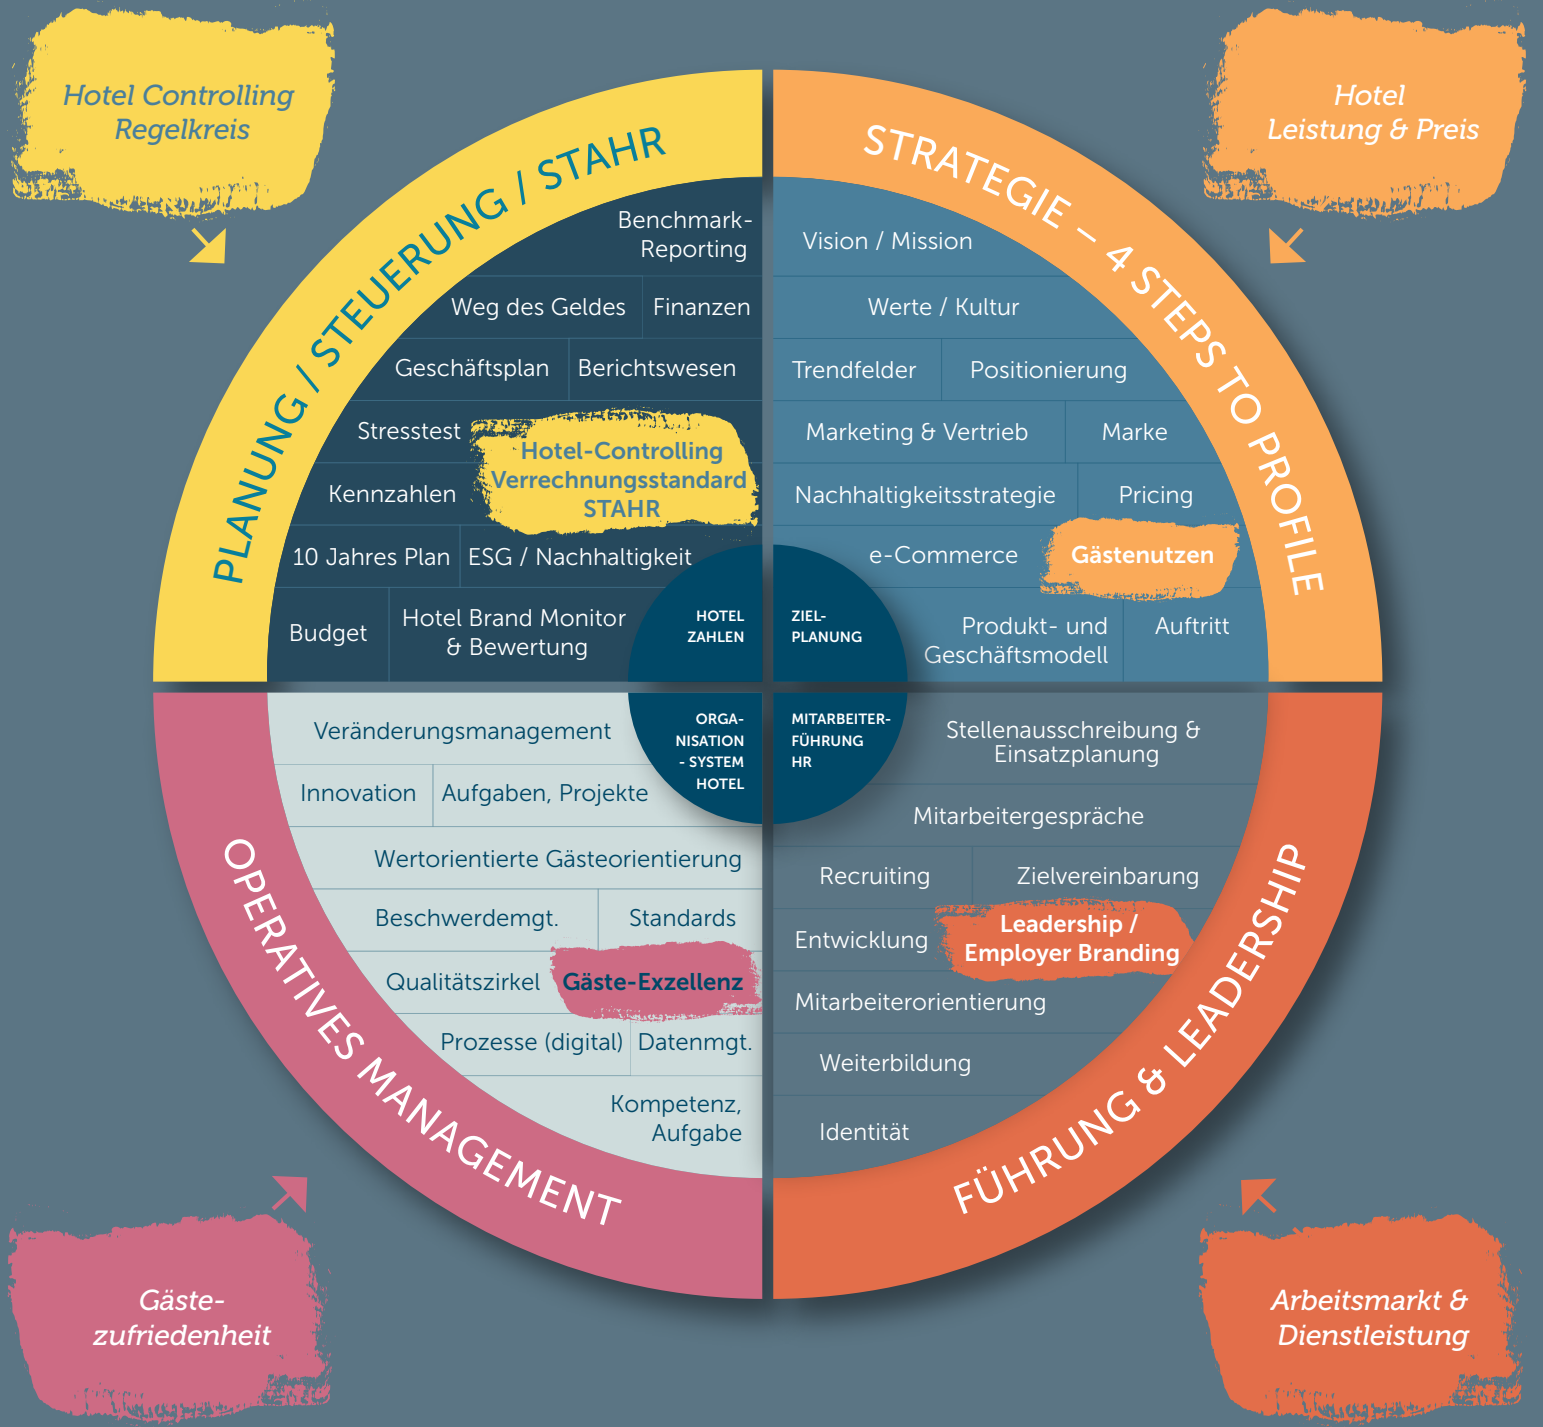 Hotel Controlling
Regelkreis
Hotel
Leistung & Preis
PLANUNG / STEUERUNG / STAHR
Benchmark-
Reporting
Weg des Geldes
Finanzen
Geschäftsplan
Berichtswesen
Stresstest
Hotel-Controlling
Verrechnungsstandard
STAHR
Kennzahlen
10 Jahres Plan
ESG / Nachhaltigkeit
Budget
Hotel Brand Monitor
& Bewertung
HOTEL
ZAHLEN
STRATEGIE – 4 STEPS TO PROFILE
Vision / Mission
Werte / Kultur
Trendfelder
Positionierung
Marketing & Vertrieb
Marke
Nachhaltigkeitsstrategie
Pricing
e-Commerce
Gästenutzen
Produkt- und
Geschäftsmodell
Auftritt
ZIEL-
PLANUNG
OPERATIVES MANAGEMENT
Veränderungsmanagement
ORGA-
NISATION
- SYSTEM
HOTEL
Innovation
Aufgaben, Projekte
Wertorientierte Gästeorientierung
Beschwerdemgt.
Standards
Qualitätszirkel
Gäste-Exzellenz
Prozesse (digital)
Datenmgt.
Kompetenz,
Aufgabe
FÜHRUNG & LEADERSHIP
MITARBEITER-
FÜHRUNG
HR
Stellenausschreibung &
Einsatzplanung
Mitarbeitergespräche
Recruiting
Zielvereinbarung
Entwicklung
Leadership /
Employer Branding
Mitarbeiterorientierung
Weiterbildung
Identität
Gäste-
zufriedenheit
Arbeitsmarkt &
Dienstleistung